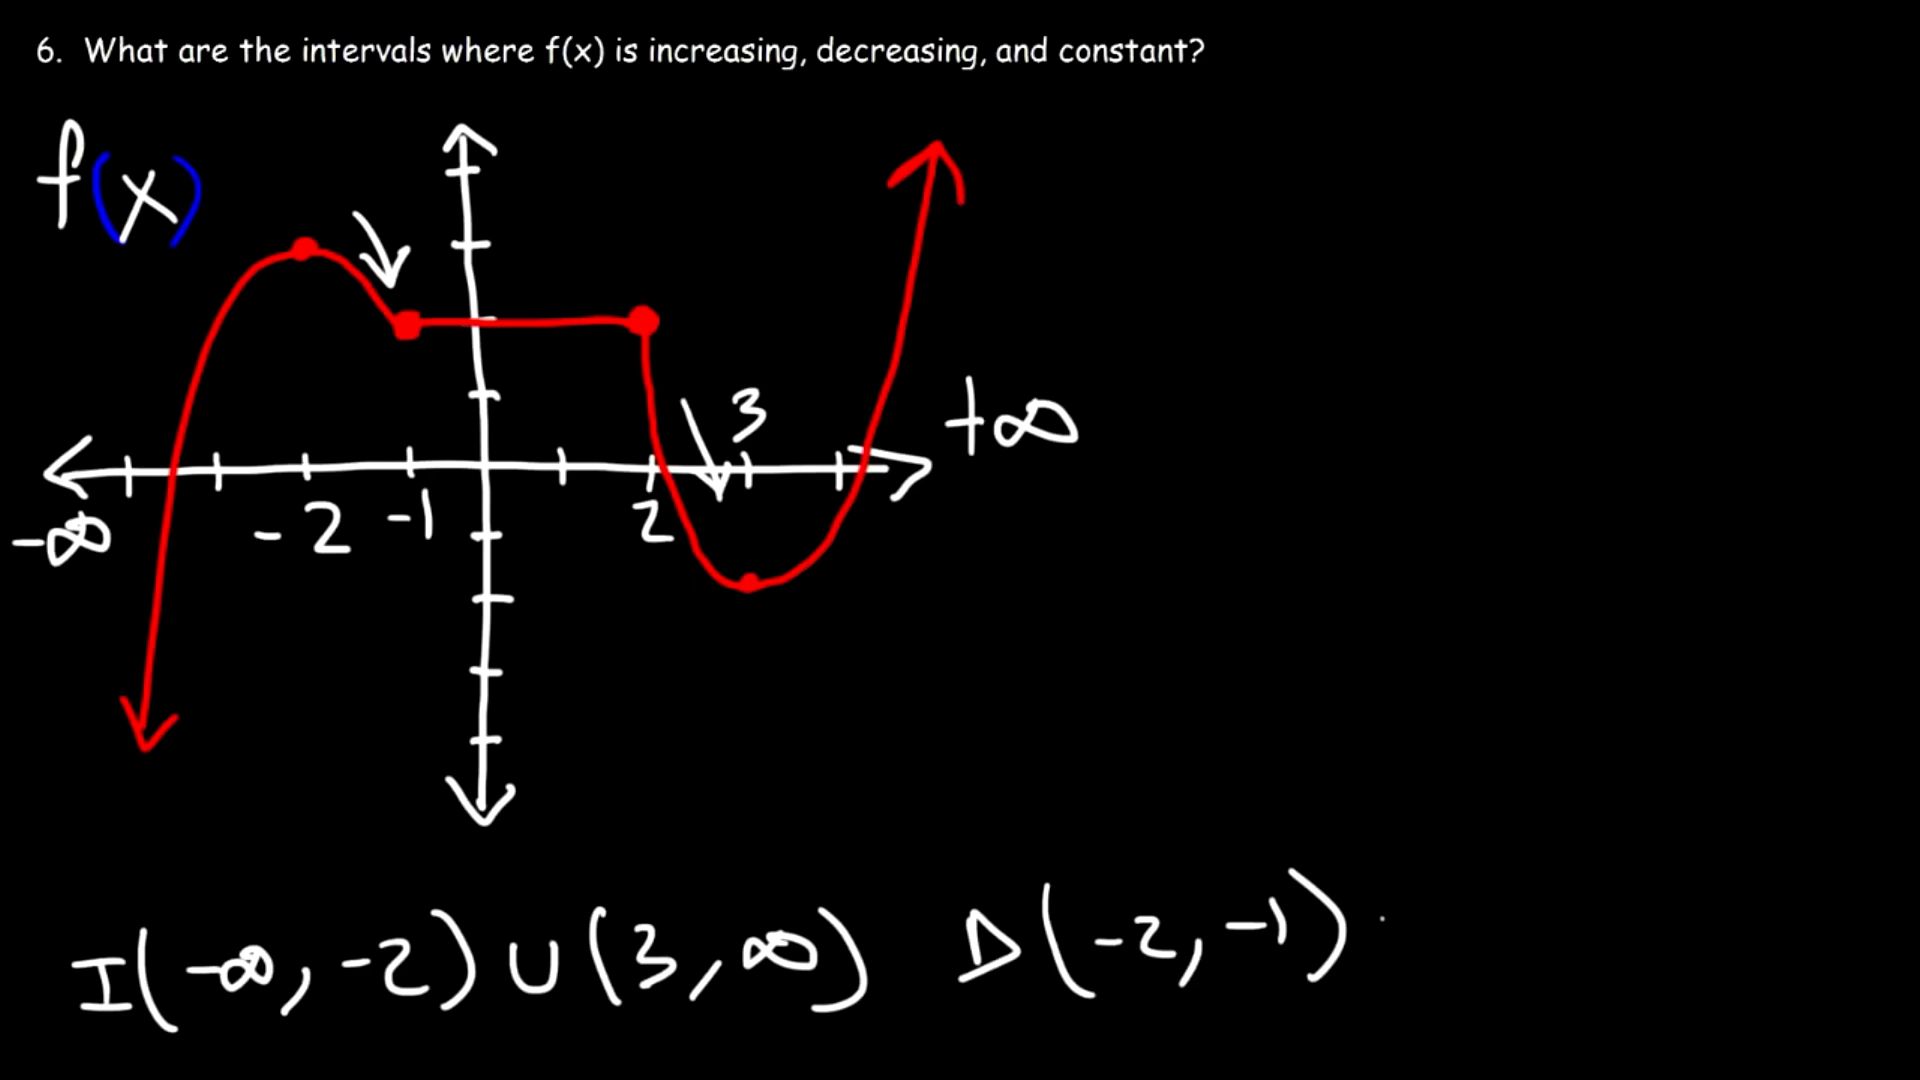 6. What are the intervals where f(x) is increasing, decreasing, and constant?
f(x)
3
+∞
-∞
-2 -1 2
I(-∞, -2) ∪ (3, ∞) D(-2, -1)